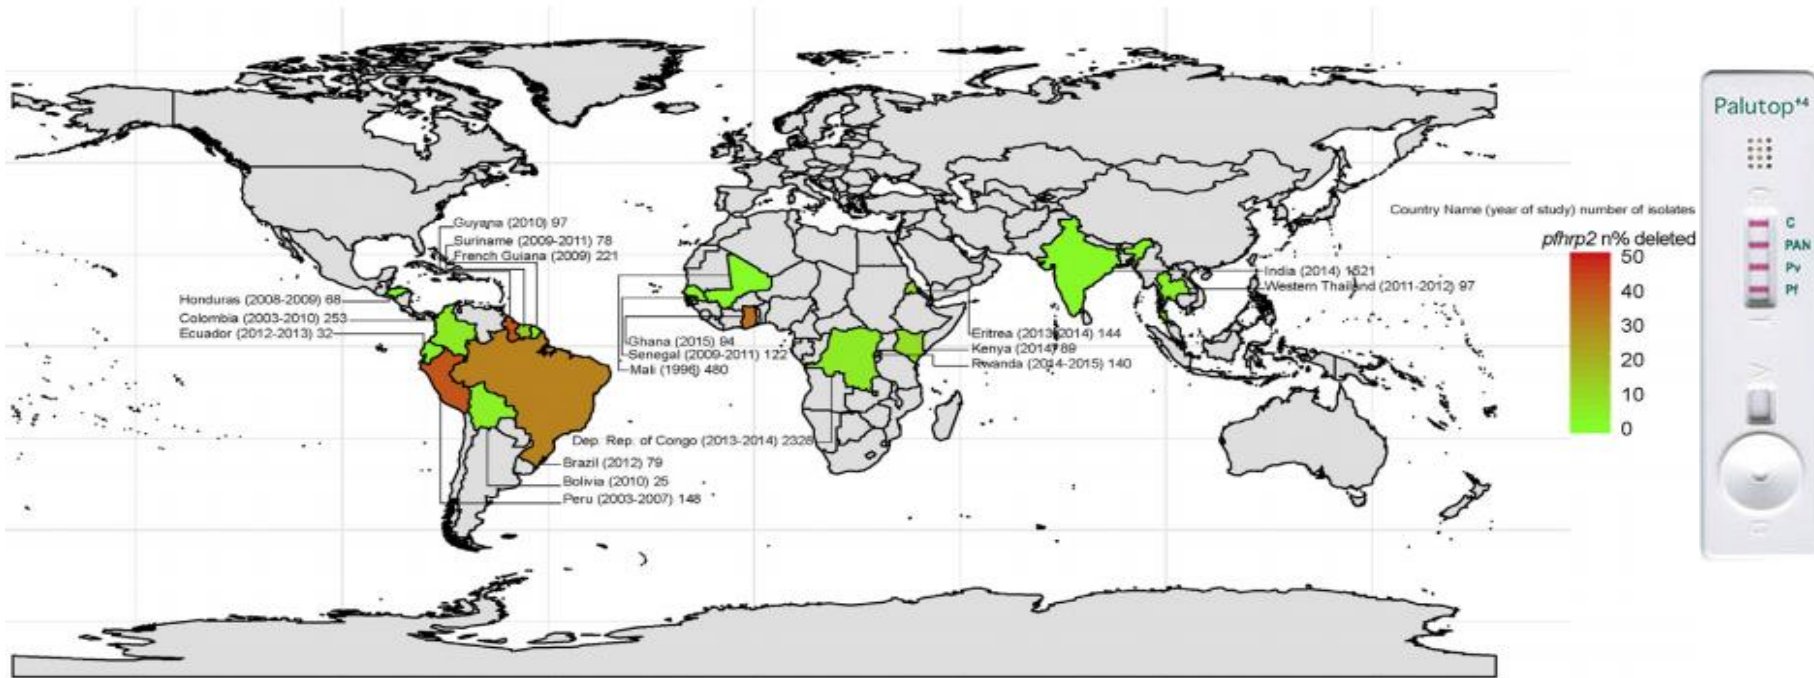 Guyana (2010) 97
Suriname (2009-2011) 78
French Guiana (2009) 221
Honduras (2008-2009) 68
Colombia (2003-2010) 253
Ecuador (2012-2013) 32
Ghana (2015) 94
Senegal (2009-2011) 122
Mali (1996) 480
Dep. Rep. of Congo (2013-2014) 2328
Brazil (2012) 79
Bolivia (2010) 25
Peru (2003-2007) 148
Eritrea (2013-2014) 144
Kenya (2014) 89
Rwanda (2014-2015) 140
India (2014) 1521
Western Thailand (2011-2012) 97
Country Name (year of study) number of isolates
pfhrp2 n% deleted
50
40
30
20
10
0
Palutop+4
C
PAN
Pv
Pf